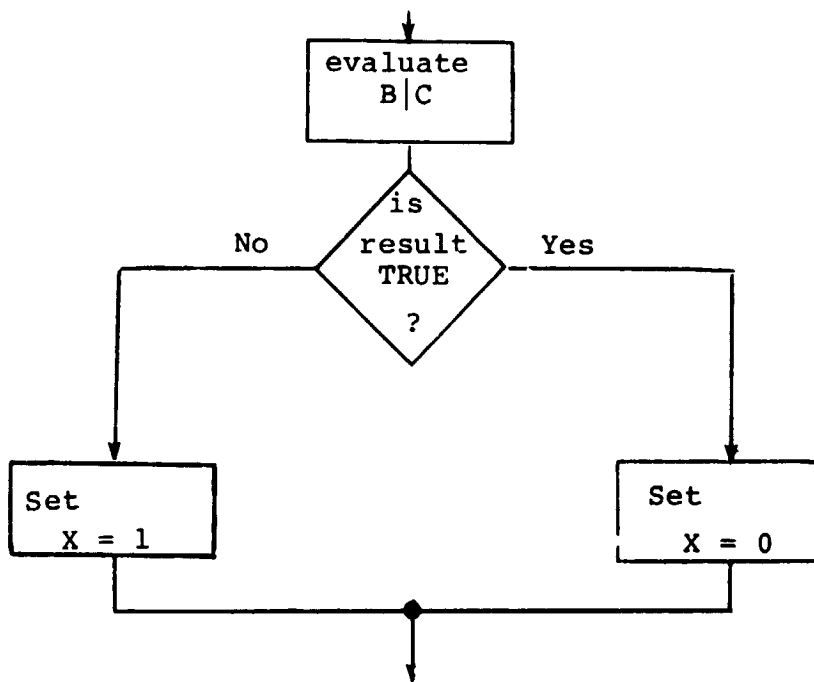 evaluate
B|C
is
result
TRUE
?
No
Yes
Set
X = 1
Set
X = 0